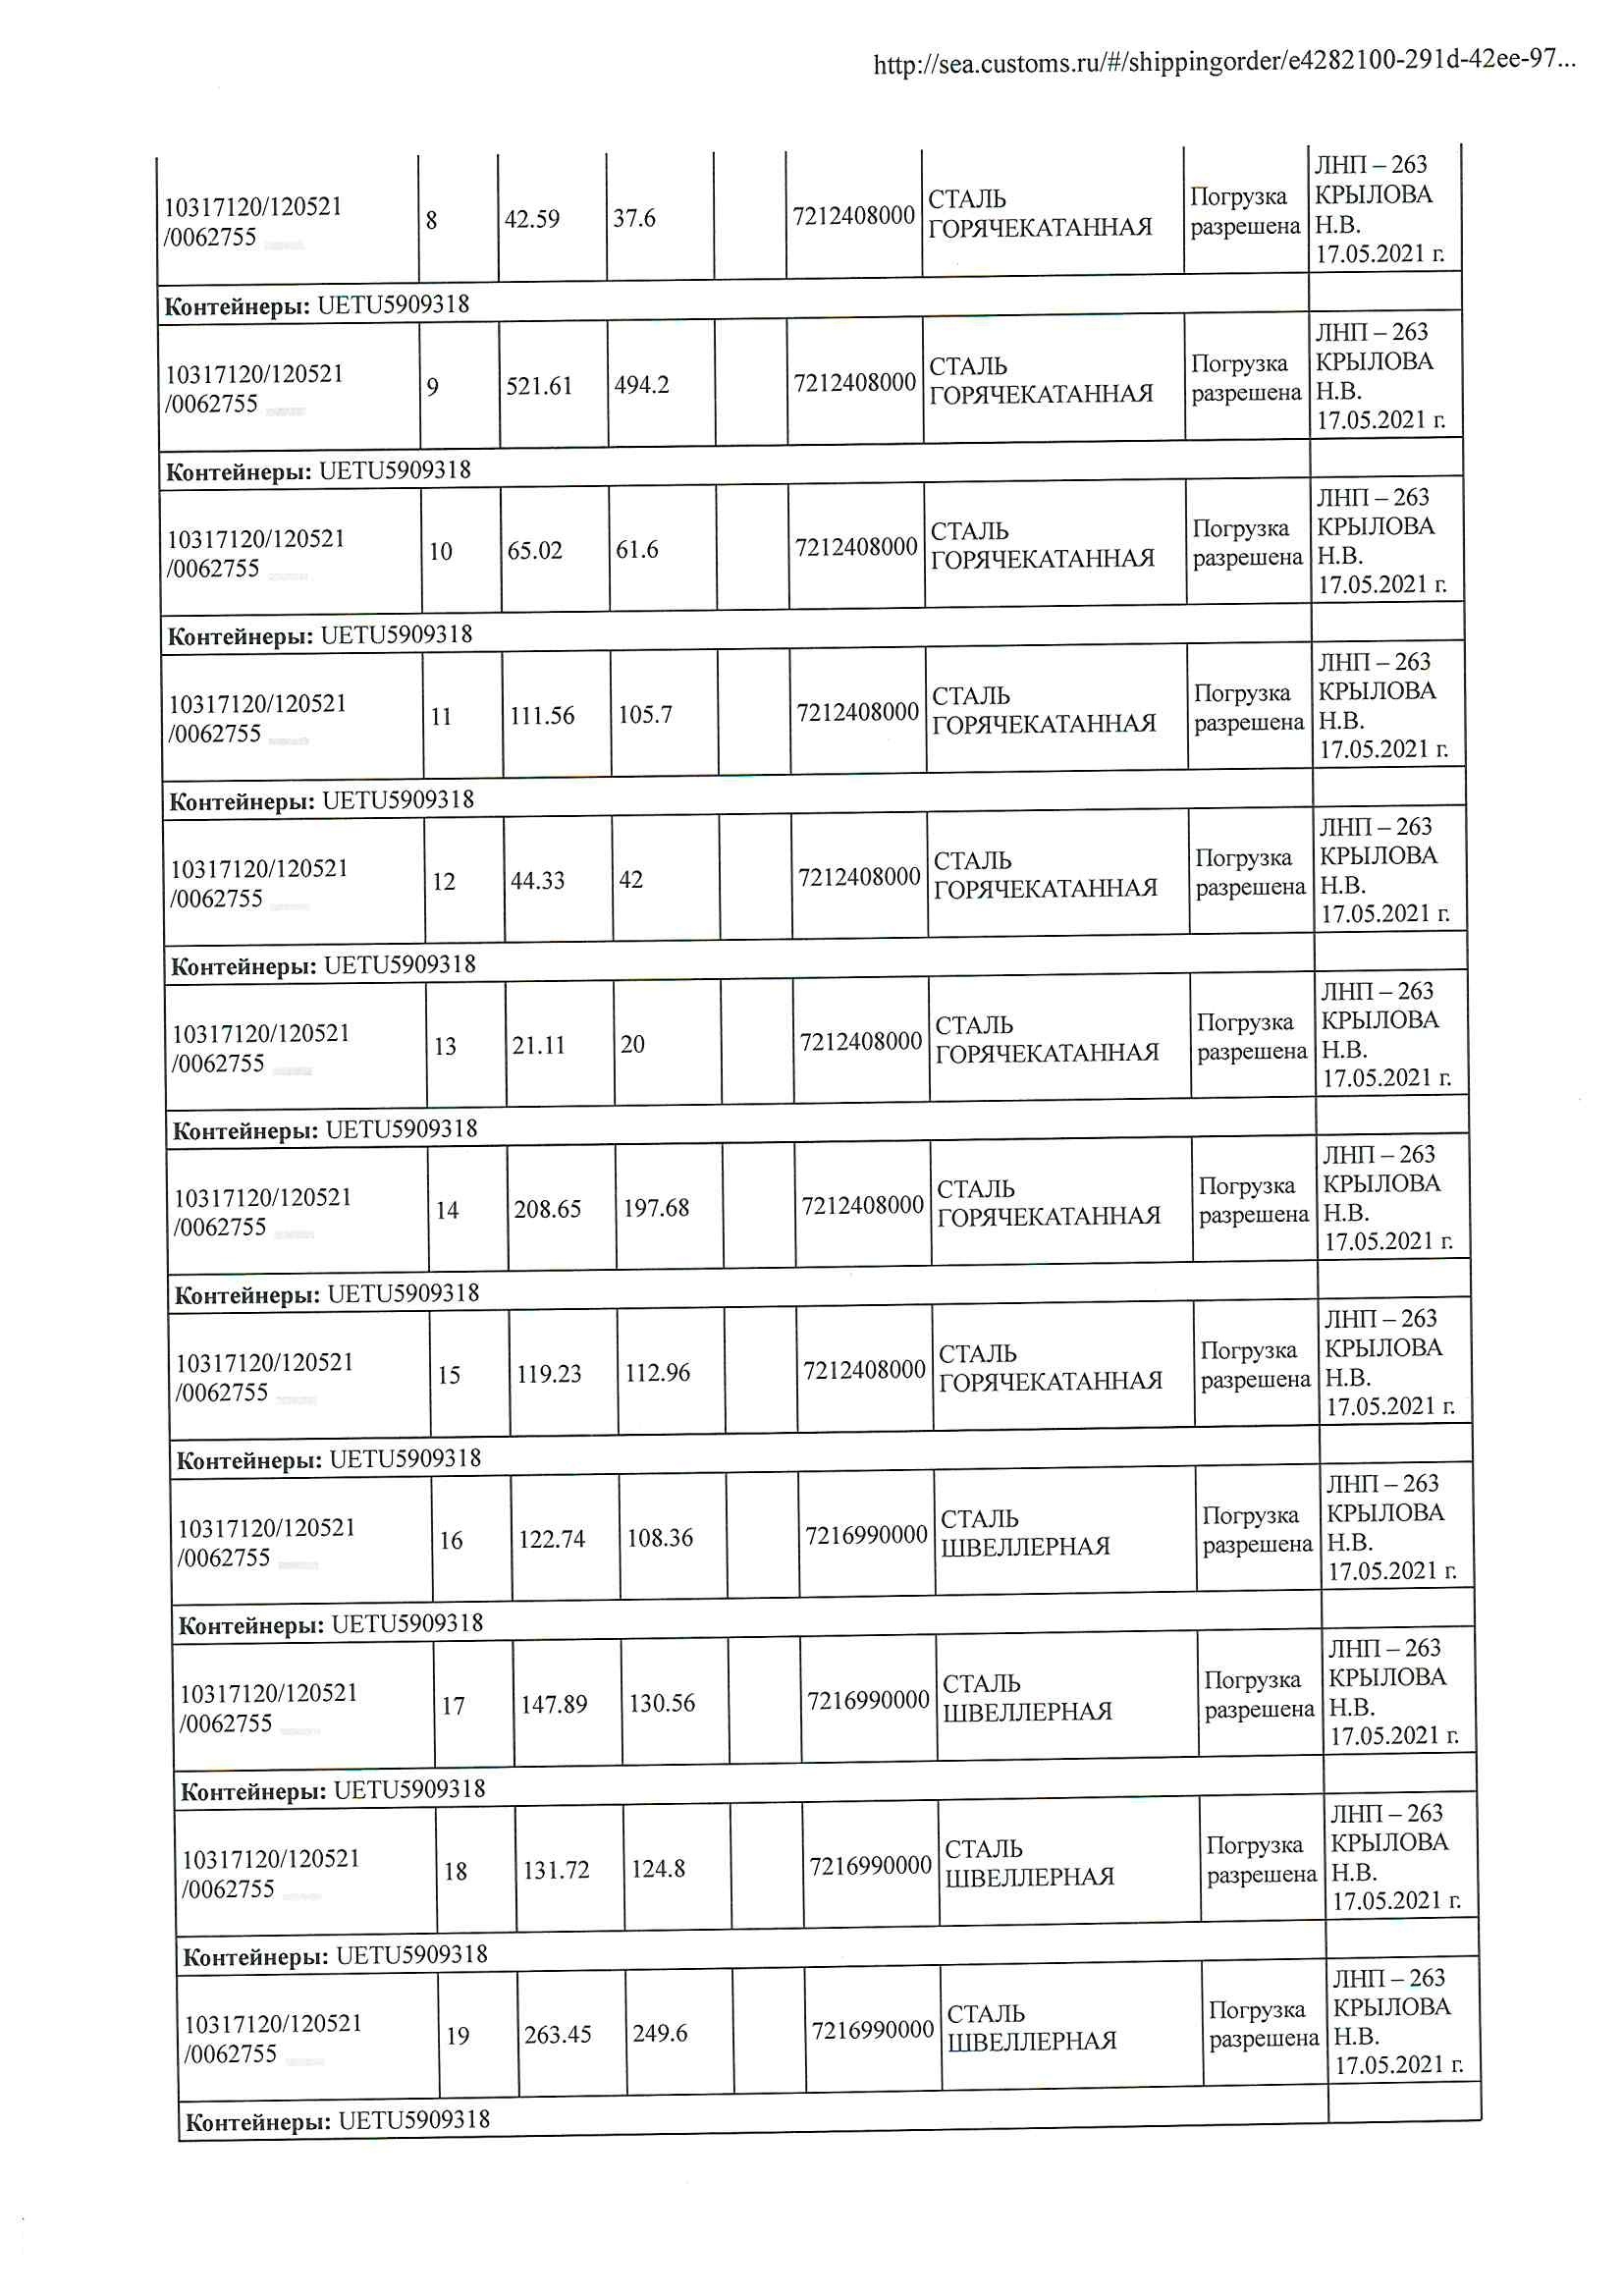 http://sea.customs.ru/#/shippingorder/e4282100-291d-42ee-97...
10317120/120521
/0062755
8
42.59
37.6
7212408000
СТАЛЬ
ГОРЯЧЕКАТАННАЯ
Погрузка
разрешена
ЛНП – 263
КРЫЛОВА
Н.В.
17.05.2021 г.
Контейнеры: UETU5909318
10317120/120521
/0062755
9
521.61
494.2
7212408000
СТАЛЬ
ГОРЯЧЕКАТАННАЯ
Погрузка
разрешена
ЛНП – 263
КРЫЛОВА
Н.В.
17.05.2021 г.
Контейнеры: UETU5909318
10317120/120521
/0062755
10
65.02
61.6
7212408000
СТАЛЬ
ГОРЯЧЕКАТАННАЯ
Погрузка
разрешена
ЛНП – 263
КРЫЛОВА
Н.В.
17.05.2021 г.
Контейнеры: UETU5909318
10317120/120521
/0062755
11
111.56
105.7
7212408000
СТАЛЬ
ГОРЯЧЕКАТАННАЯ
Погрузка
разрешена
ЛНП – 263
КРЫЛОВА
Н.В.
17.05.2021 г.
Контейнеры: UETU5909318
10317120/120521
/0062755
12
44.33
42
7212408000
СТАЛЬ
ГОРЯЧЕКАТАННАЯ
Погрузка
разрешена
ЛНП – 263
КРЫЛОВА
Н.В.
17.05.2021 г.
Контейнеры: UETU5909318
10317120/120521
/0062755
13
21.11
20
7212408000
СТАЛЬ
ГОРЯЧЕКАТАННАЯ
Погрузка
разрешена
ЛНП – 263
КРЫЛОВА
Н.В.
17.05.2021 г.
Контейнеры: UETU5909318
10317120/120521
/0062755
14
208.65
197.68
7212408000
СТАЛЬ
ГОРЯЧЕКАТАННАЯ
Погрузка
разрешена
ЛНП – 263
КРЫЛОВА
Н.В.
17.05.2021 г.
Контейнеры: UETU5909318
10317120/120521
/0062755
15
119.23
112.96
7212408000
СТАЛЬ
ГОРЯЧЕКАТАННАЯ
Погрузка
разрешена
ЛНП – 263
КРЫЛОВА
Н.В.
17.05.2021 г.
Контейнеры: UETU5909318
10317120/120521
/0062755
16
122.74
108.36
7216990000
СТАЛЬ
ШВЕЛЛЕРНАЯ
Погрузка
разрешена
ЛНП – 263
КРЫЛОВА
Н.В.
17.05.2021 г.
Контейнеры: UETU5909318
10317120/120521
/0062755
17
147.89
130.56
7216990000
СТАЛЬ
ШВЕЛЛЕРНАЯ
Погрузка
разрешена
ЛНП – 263
КРЫЛОВА
Н.В.
17.05.2021 г.
Контейнеры: UETU5909318
10317120/120521
/0062755
18
131.72
124.8
7216990000
СТАЛЬ
ШВЕЛЛЕРНАЯ
Погрузка
разрешена
ЛНП – 263
КРЫЛОВА
Н.В.
17.05.2021 г.
Контейнеры: UETU5909318
10317120/120521
/0062755
19
263.45
249.6
7216990000
СТАЛЬ
ШВЕЛЛЕРНАЯ
Погрузка
разрешена
ЛНП – 263
КРЫЛОВА
Н.В.
17.05.2021 г.
Контейнеры: UETU5909318